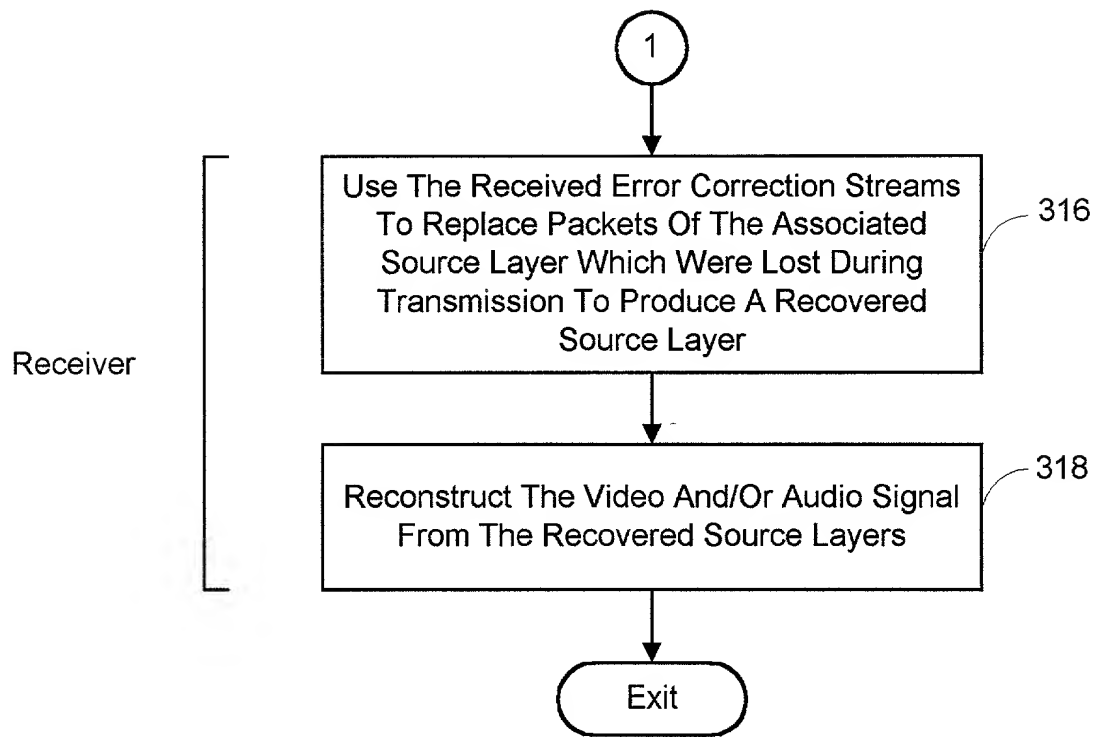 1
Use The Received Error Correction Streams
To Replace Packets Of The Associated
Source Layer Which Were Lost During
Transmission To Produce A Recovered
Source Layer
316
Receiver
Reconstruct The Video And/Or Audio Signal
From The Recovered Source Layers
318
Exit